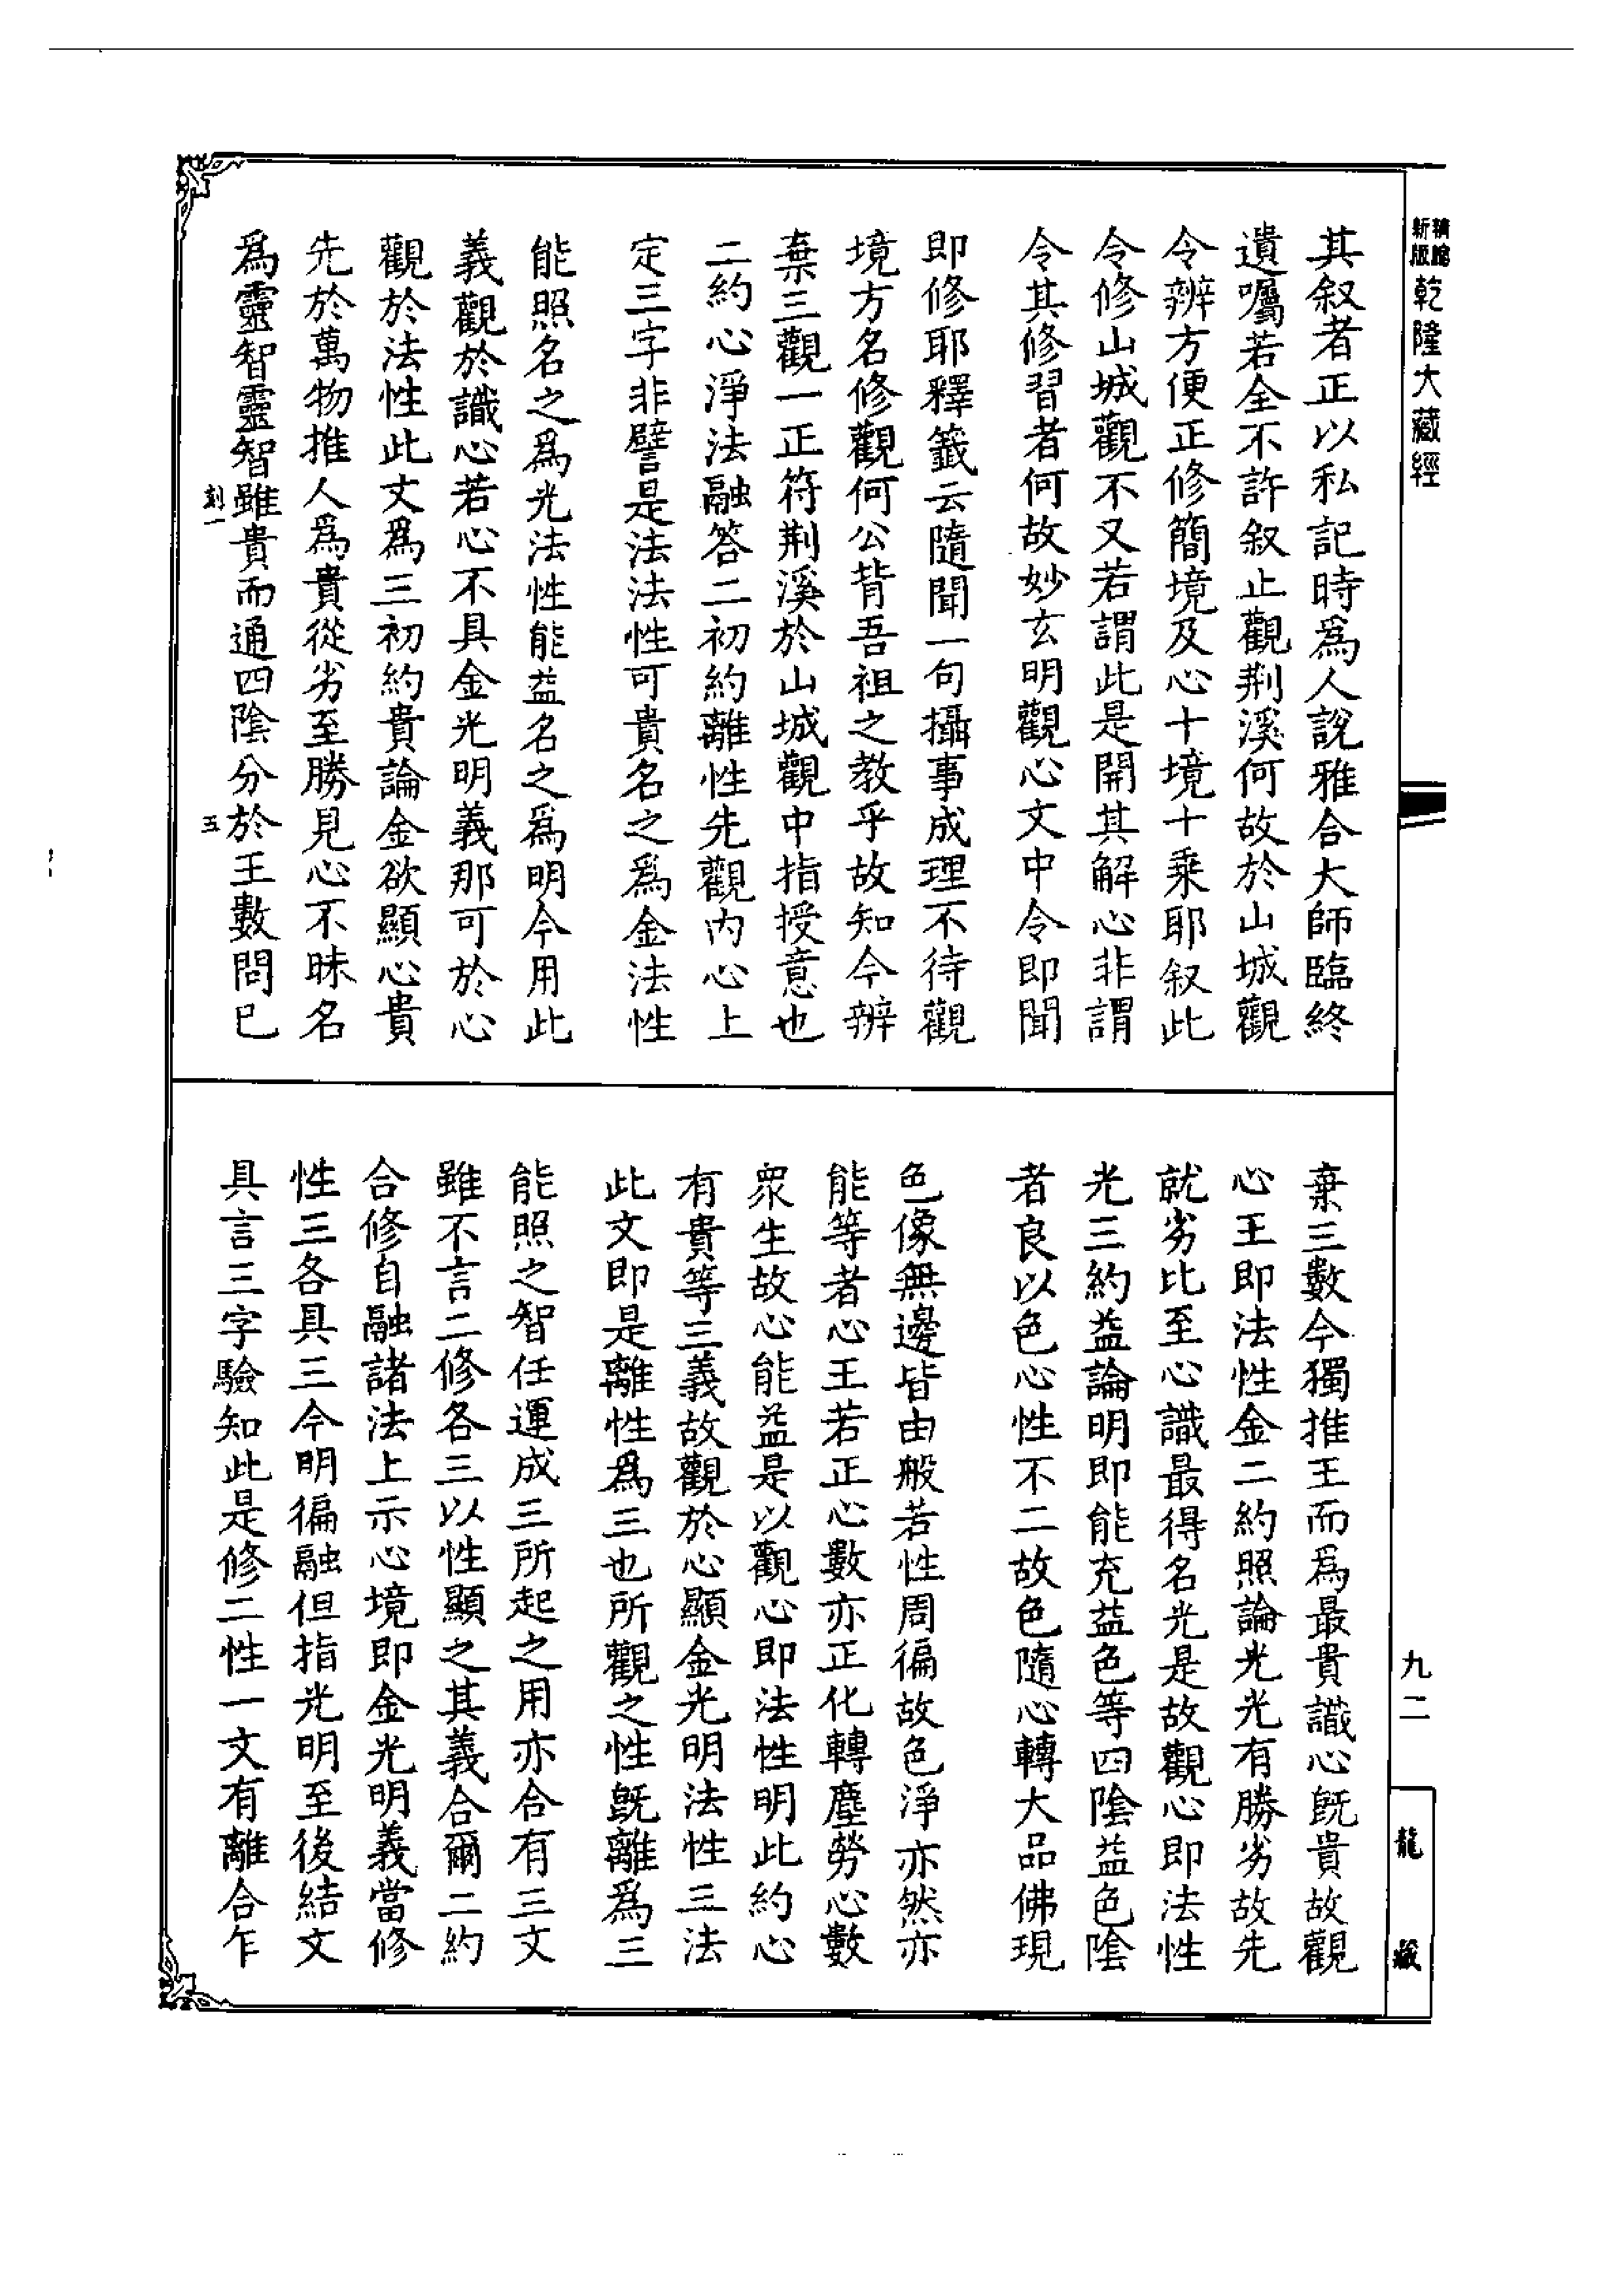 新版 精縮 乾隆大藏經
其叙者正以私記時爲人說雅合大師臨終
遺囑若全不許叙止觀荆溪何故於山城觀
令辨方便正修簡境及心十境十乘耶叙此
令修山城觀不又若謂此是開其解心非謂
令其修習者何故妙玄明觀心文中令即聞
即修耶釋籤云隨聞一句攝事成理不待觀
境方名修觀何公背吾祖之教乎故知今辨
棄三觀一正符荆溪於山城觀中指授意也
二約心淨法融答二初約離性先觀內心上
定三字非譬是法法性可貴名之爲金法性
能照名之爲光法性能益名之爲明今用此
義觀於識心若心不具金光明義那可於心
觀於法性此文爲三初約貴論金欲顯心貴
先於萬物推人爲貴從劣至勝見心不昧名
爲靈智靈智雖貴而通四陰分於王數問已
刻一 五
棄三數今獨推王而爲最貴識心旣貴故觀
心王即法性金二約照論光光有勝劣故先
就劣比至心識最得名光是故觀心即法性
光三約益論明即能充益色等四陰益色陰
者良以色心性不二故色隨心轉大品佛現
色像無邊皆由般若性周徧故色淨亦然亦
能等者心王若正心數亦正化轉塵勞心數
衆生故心能益是以觀心即法性明此約心
有貴等三義故觀於心顯金光明法性三法
此文即是離性爲三也所觀之性旣離爲三
能照之智任運成三所起之用亦合有三文
雖不言二修各三以性顯之其義合爾二約
合修自融諸法上示心境即金光明義當修
性三各具三今明徧融但指光明至後結文
具言三字驗知此是修二性一文有離合乍
九二
龍藏